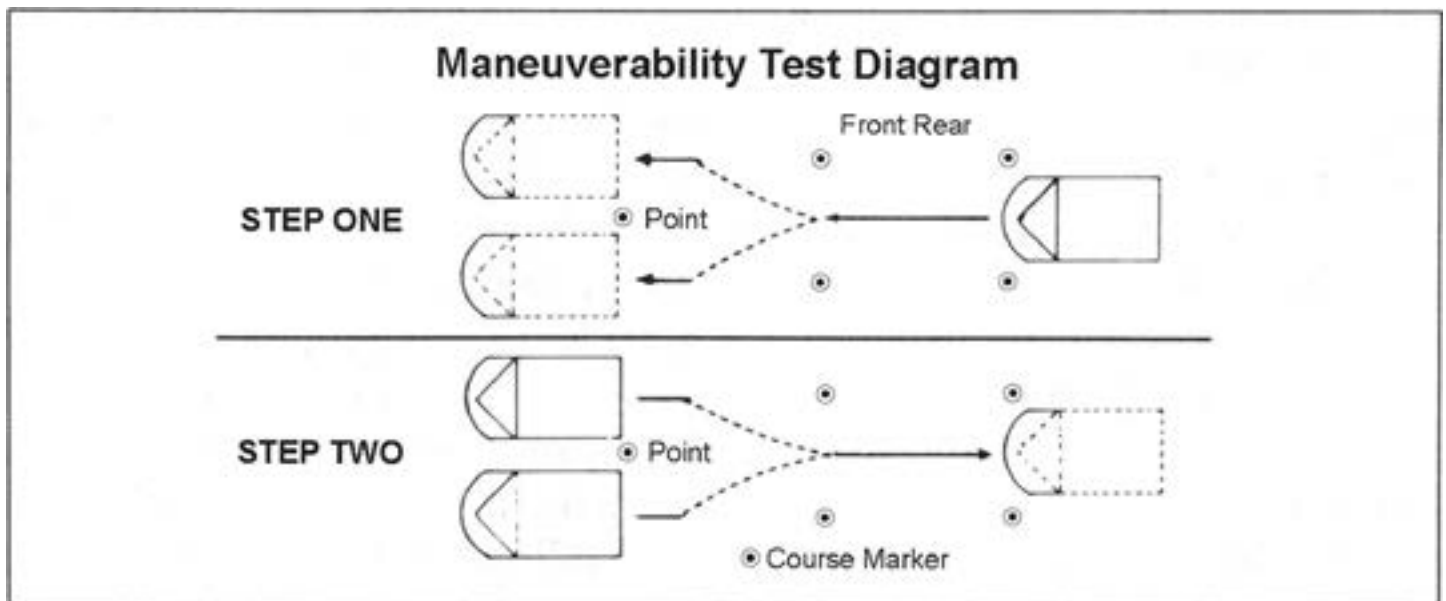 Maneuverability Test Diagram
Front Rear
STEP ONE
Point
STEP TWO
Point
Course Marker